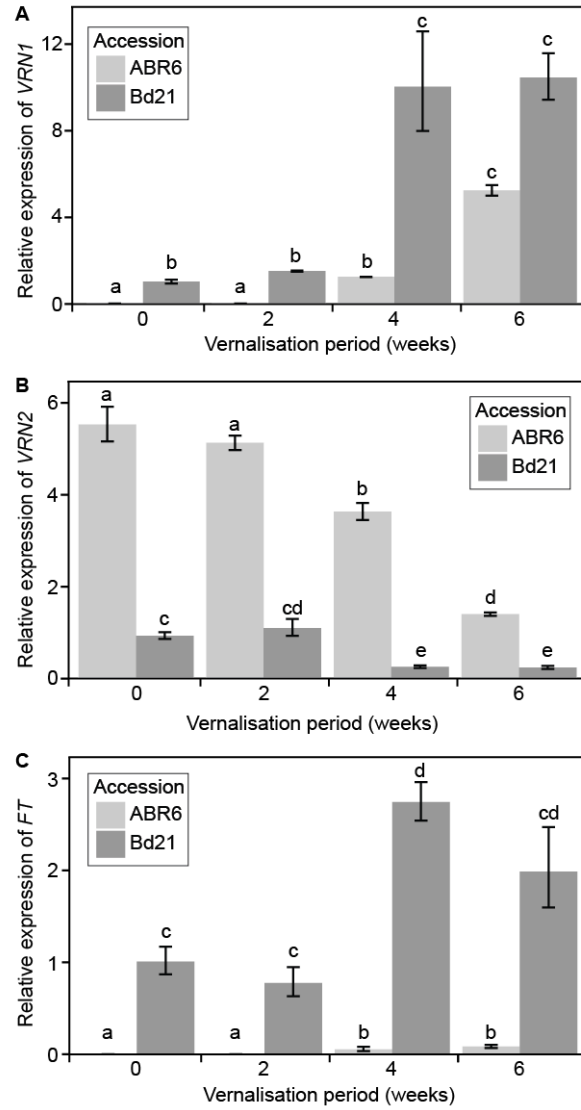 A
Relative expression of VRN1
12
8
4
0
Accession
ABR6
Bd21
a
b
a
b
b
c
c
c
0 2 4 6
Vernalisation period (weeks)
B
Relative expression of VRN2
6
4
2
0
Accession
ABR6
Bd21
a
c
a
cd
b
e
d
e
0 2 4 6
Vernalisation period (weeks)
C
Relative expression of FT
3
2
1
0
Accession
ABR6
Bd21
a
c
a
c
b
d
b
cd
0 2 4 6
Vernalisation period (weeks)